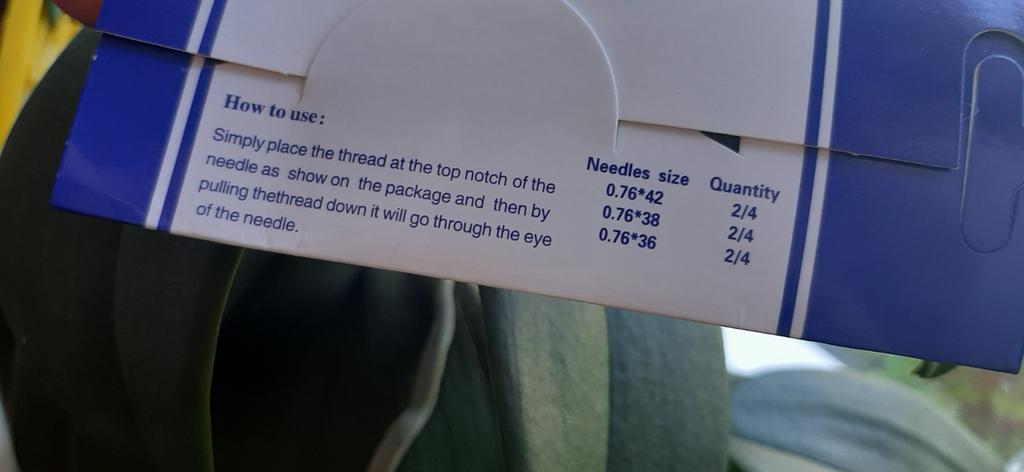 How to use:
Simply place the thread at the top notch of the
needle as show on the package and then by
pulling thethread down it will go through the eye
of the needle.
Needles size Quantity
0.76*42 2/4
0.76*38 2/4
0.76*36 2/4